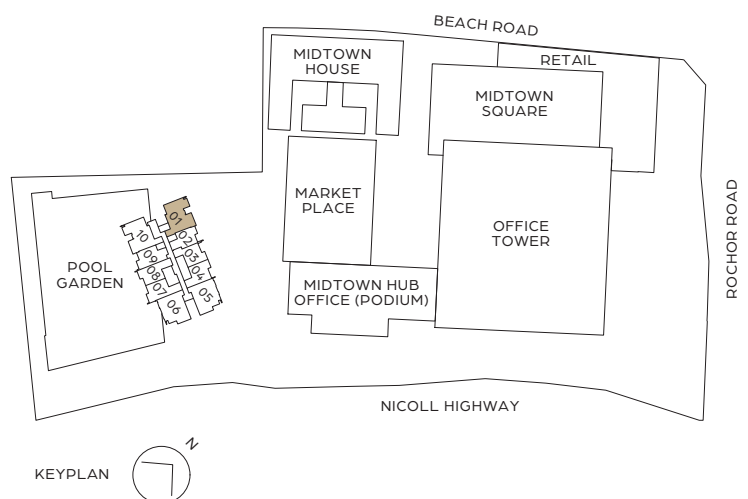 BEACH ROAD
MIDTOWN
HOUSE
RETAIL
MIDTOWN
SQUARE
MARKET
PLACE
OFFICE
TOWER
ROCHOR ROAD
POOL
GARDEN
01
02
03
04
05
10
09
08
07
06
MIDTOWN HUB
OFFICE (PODIUM)
NICOLL HIGHWAY
KEYPLAN
N